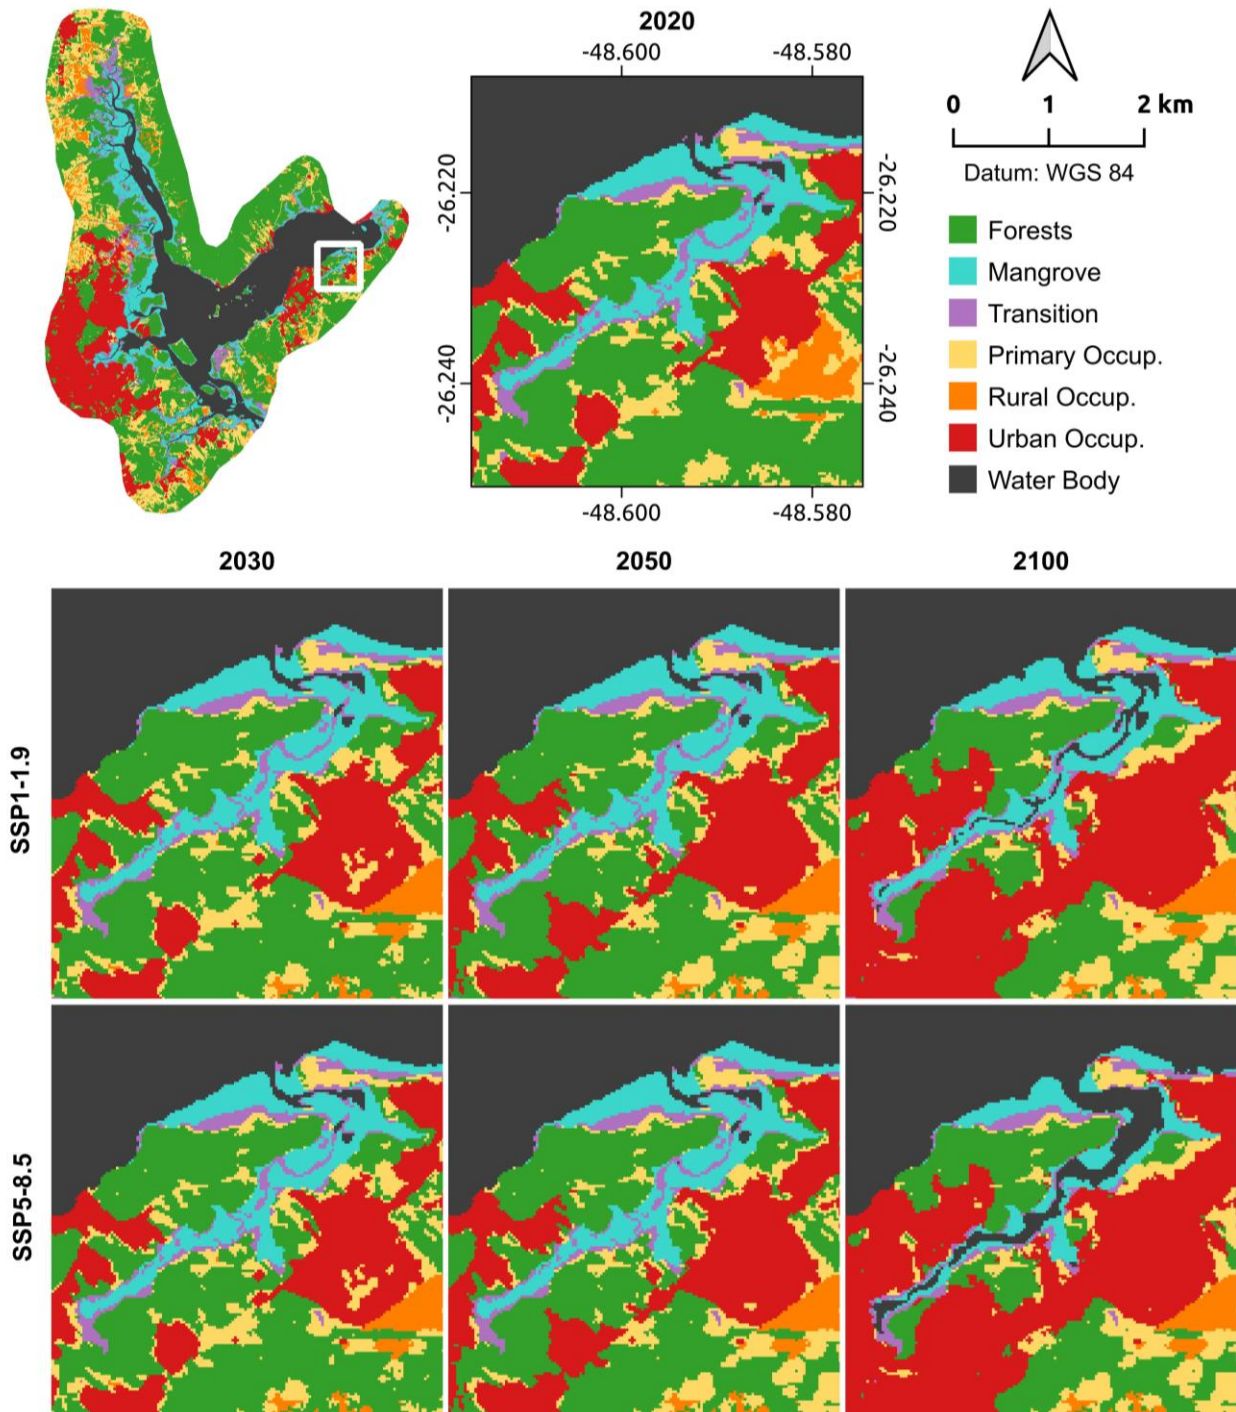 2020
-48.600 -48.580
-26.220 -26.220
-26.240 -26.240
-48.600 -48.580
0 1 2 km
Datum: WGS 84
Forests
Mangrove
Transition
Primary Occup.
Rural Occup.
Urban Occup.
Water Body
2030 2050 2100
SSP1-1.9
SSP5-8.5